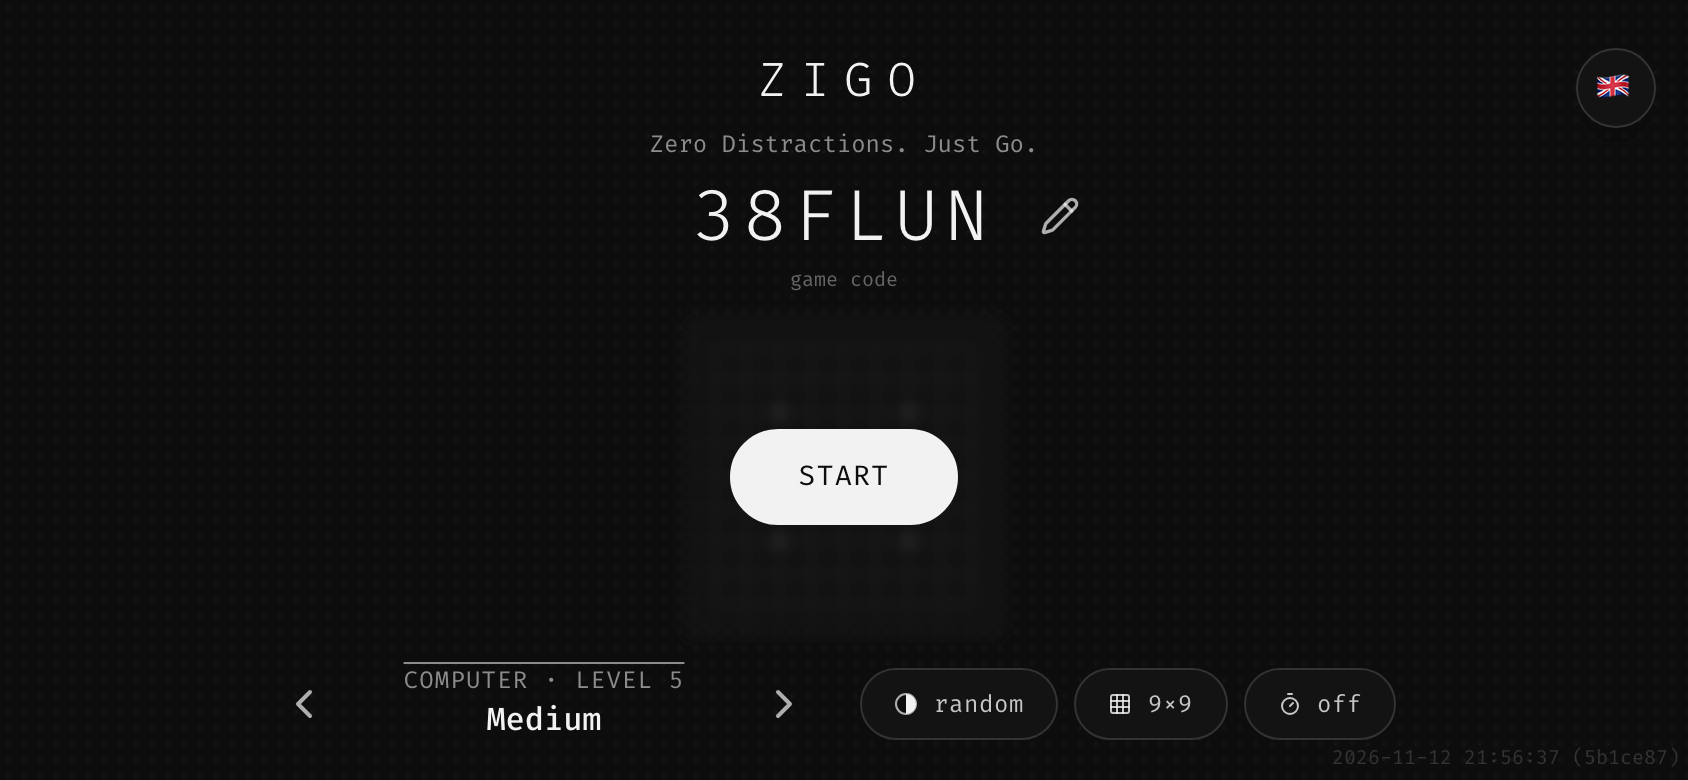 ZIGO
Zero Distractions. Just Go.
38FLUN
game code
START
COMPUTER · LEVEL 5
Medium
random
9×9
off
2026-11-12 21:56:37 (5b1ce87)